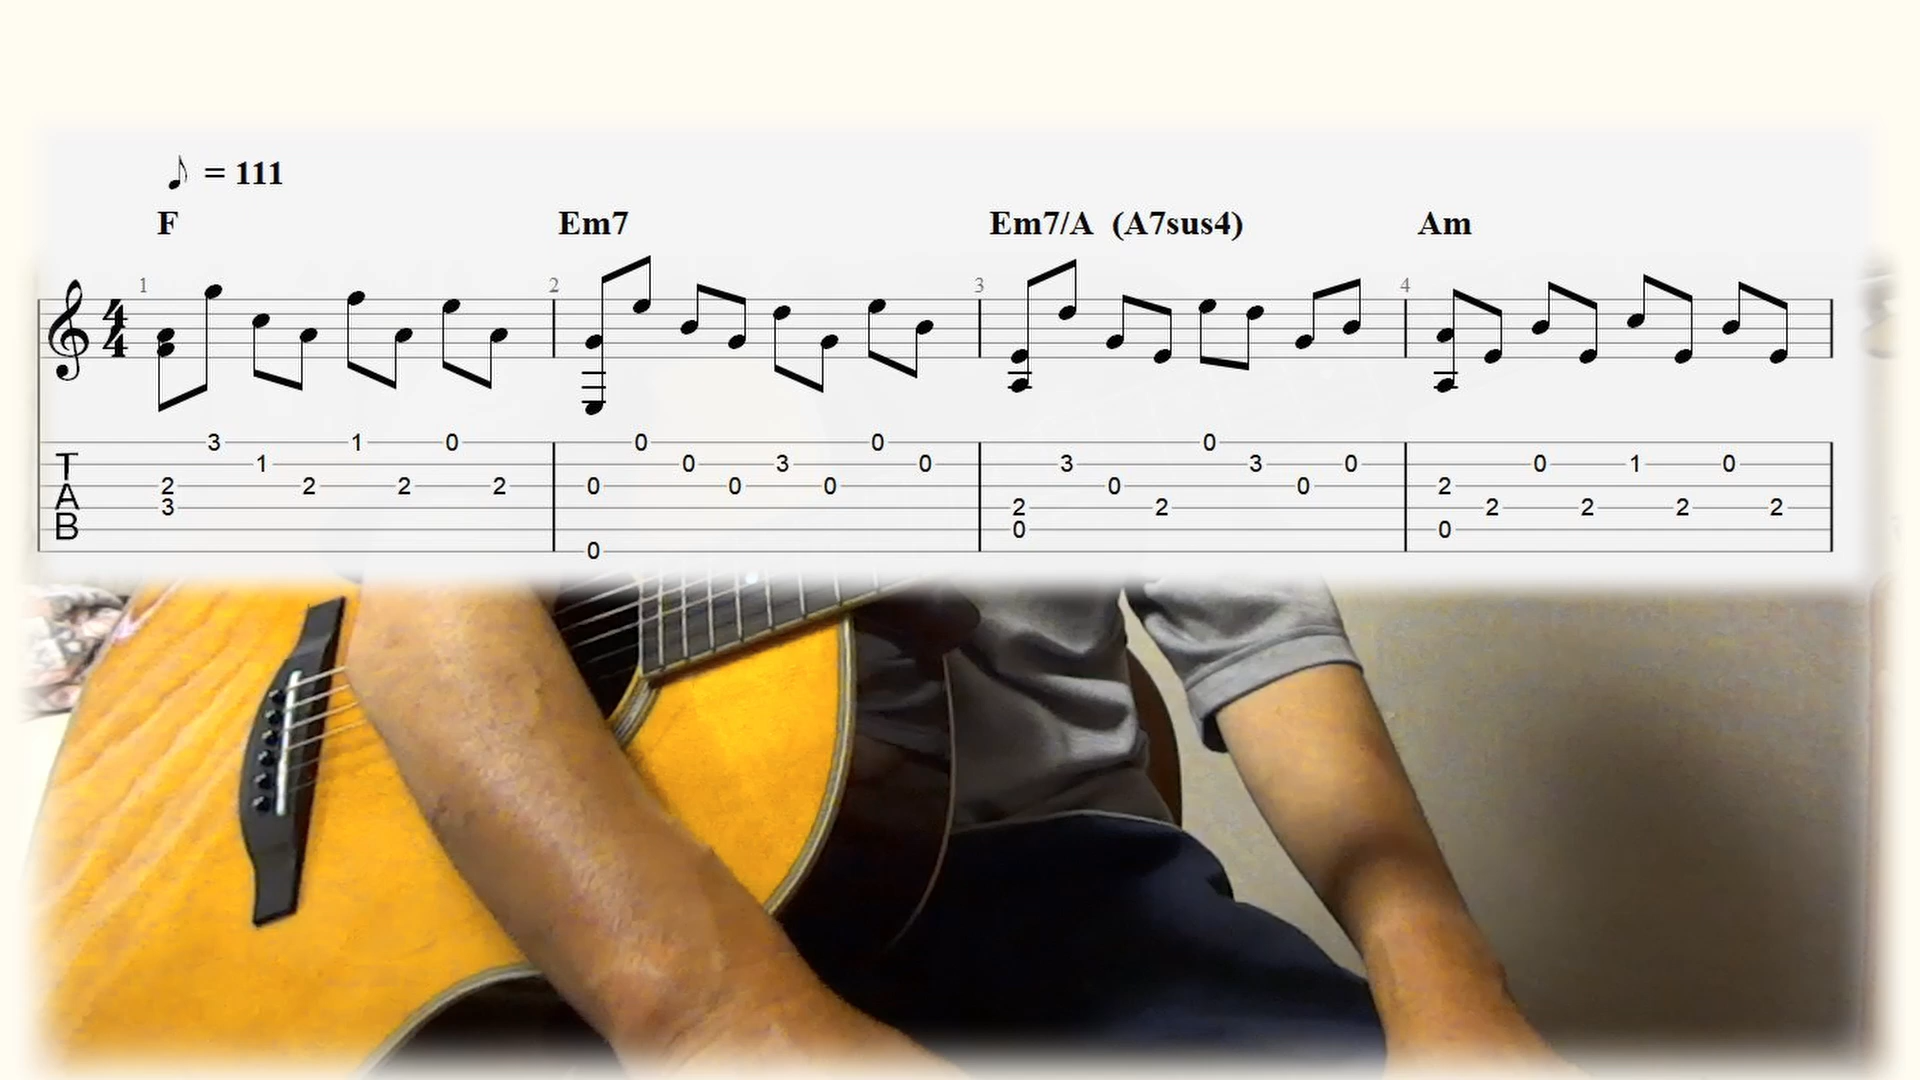 ♪ = 111
F Em7 Em7/A (A7sus4) Am
1 2 3 4
4
4
3 1 0 0 0 0
T 1 0 3 0 3 3 0 0 1 0
2 2 2 2 0 0 0 0 0 2
A 3 2 2 2 2 2 2
B 0 0
0